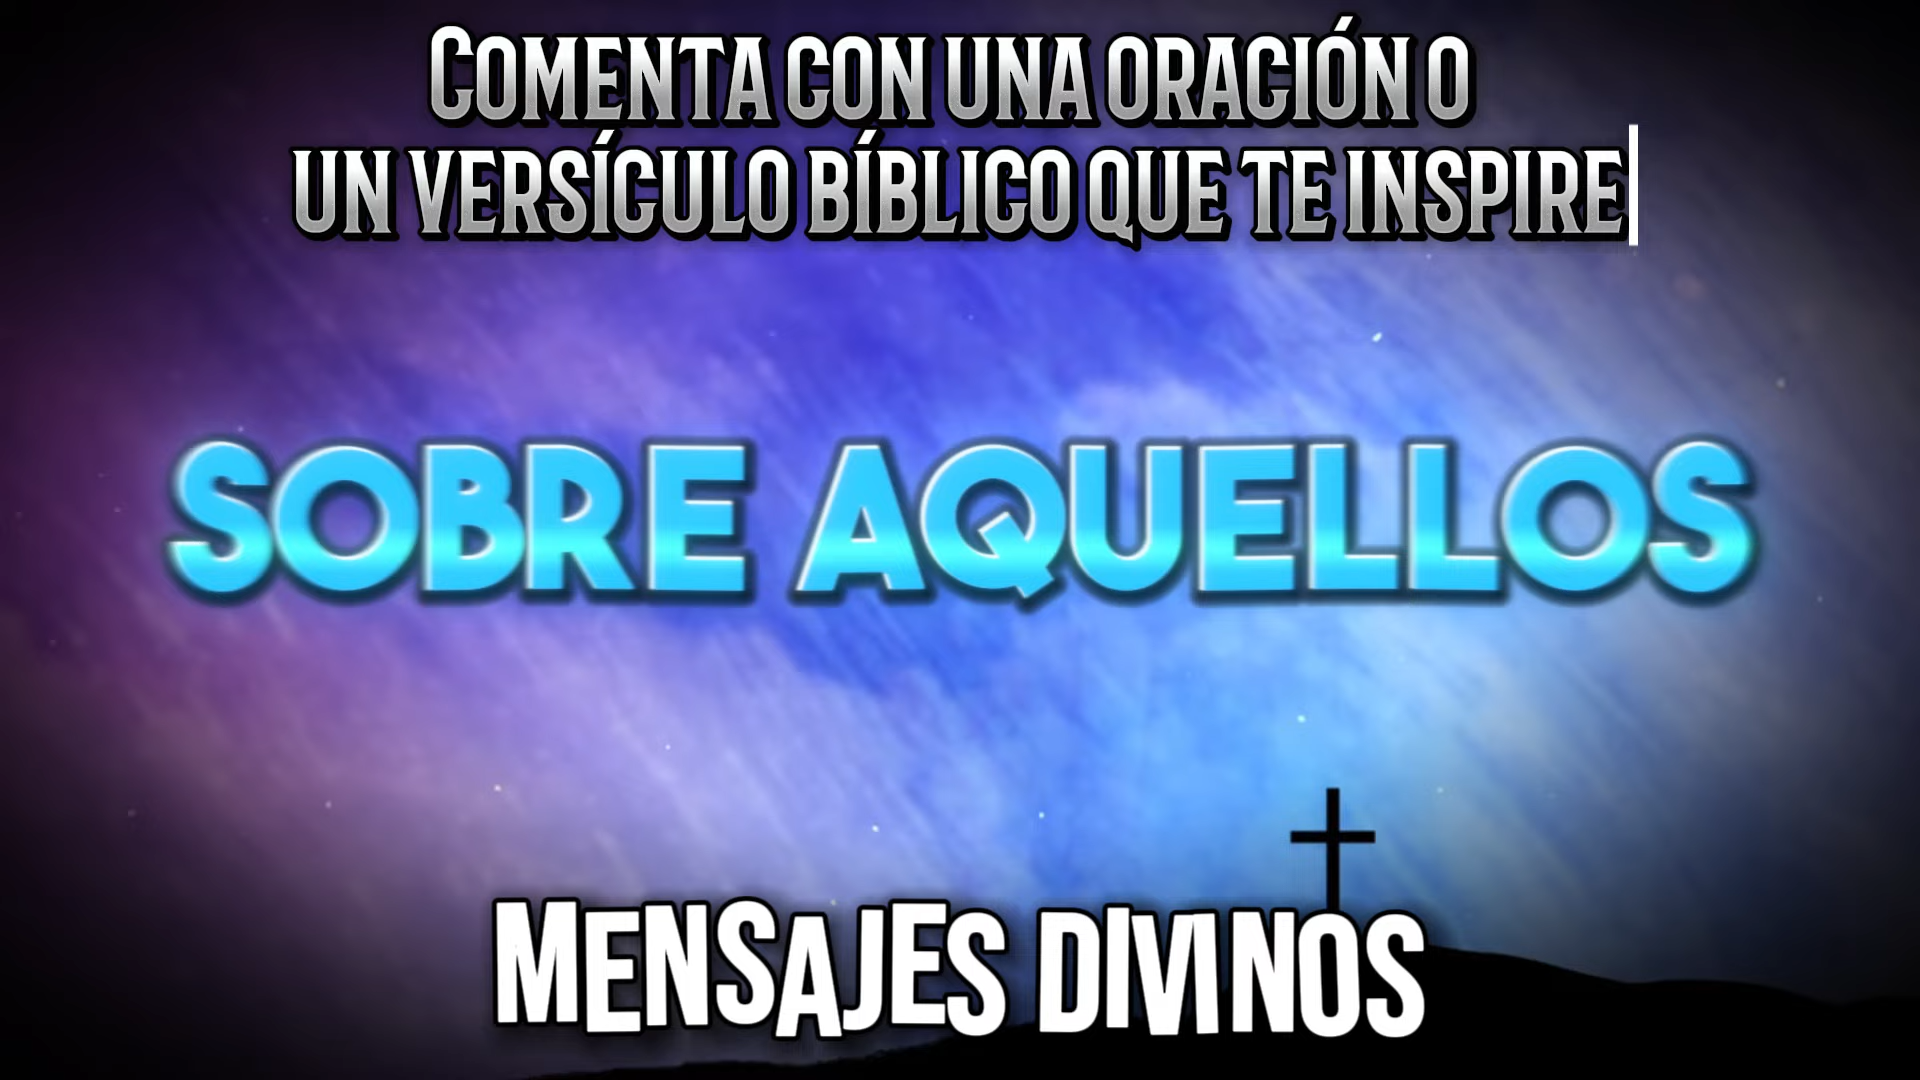 Comenta con una oración o
un versículo bíblico que te inspire
SOBRE AQUELLOS
MENSAJES DIVINOS